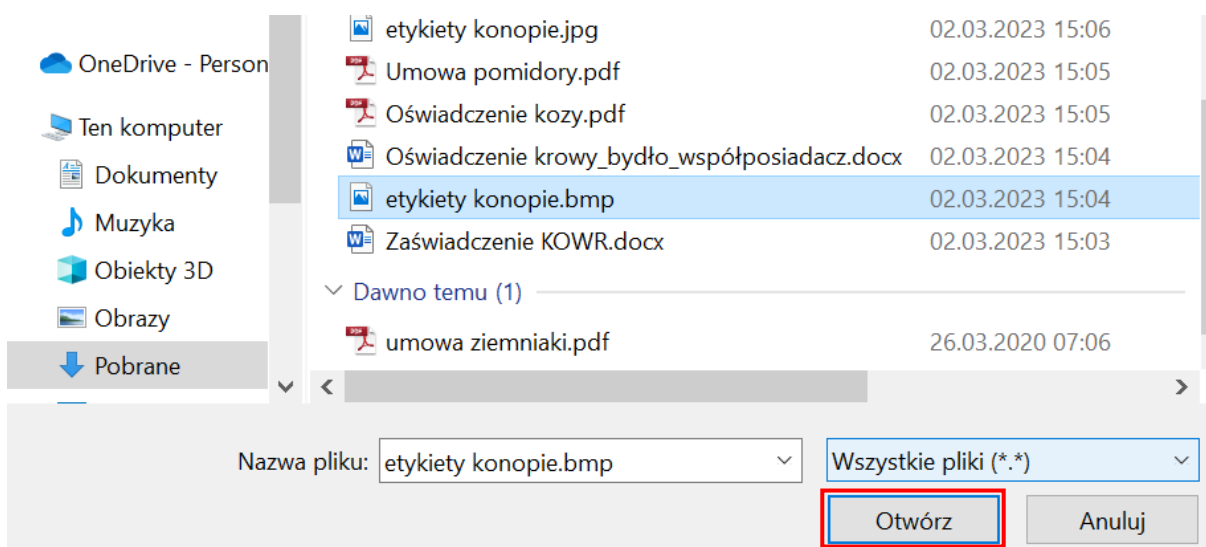 etykiety konopie.jpg 02.03.2023 15:06
OneDrive - Person
Umowa pomidory.pdf 02.03.2023 15:05
Oświadczenie kozy.pdf 02.03.2023 15:05
Ten komputer
Oświadczenie krowy_bydło_współposiadacz.docx 02.03.2023 15:04
Dokumenty
etykiety konopie.bmp 02.03.2023 15:04
Muzyka
Zaświadczenie KOWR.docx 02.03.2023 15:03
Obiekty 3D
Dawno temu (1)
Obrazy
umowa ziemniaki.pdf 26.03.2020 07:06
Pobrane
Nazwa pliku: etykiety konopie.bmp Wszystkie pliki (*.*)
Otwórz Anuluj